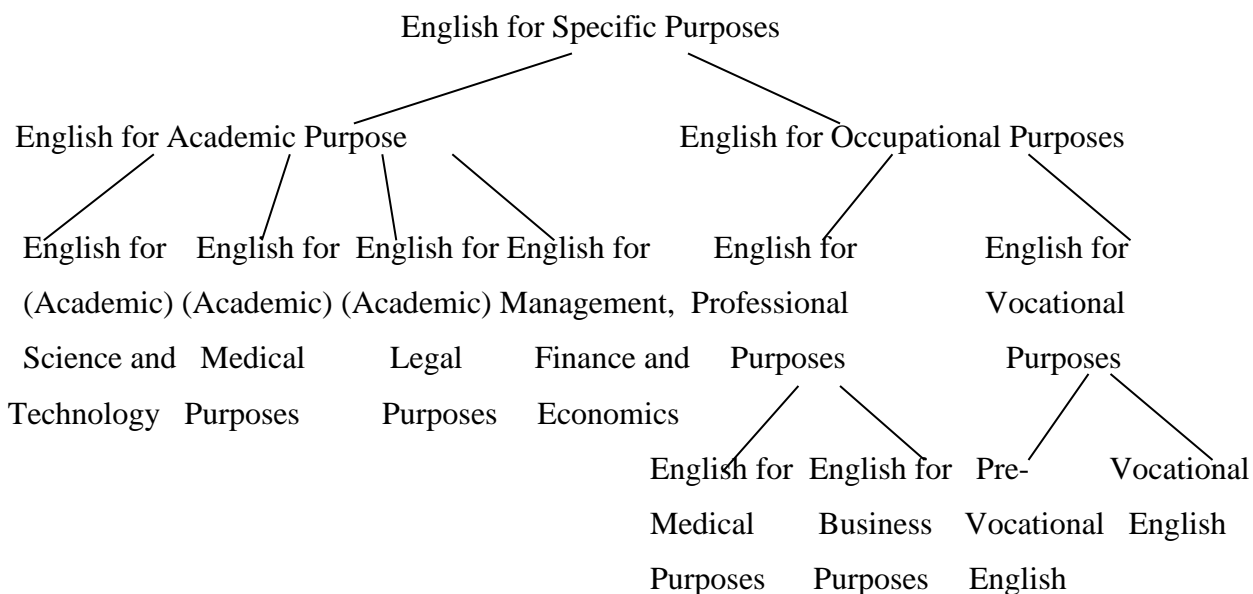 English for Specific Purposes
English for Academic Purpose English for Occupational Purposes
English for English for English for English for English for English for
(Academic) (Academic) (Academic) Management, Professional Vocational
Science and Medical Legal Finance and Purposes Purposes
Technology Purposes Purposes Economics
English for English for Pre- Vocational
Medical Business Vocational English
Purposes Purposes English